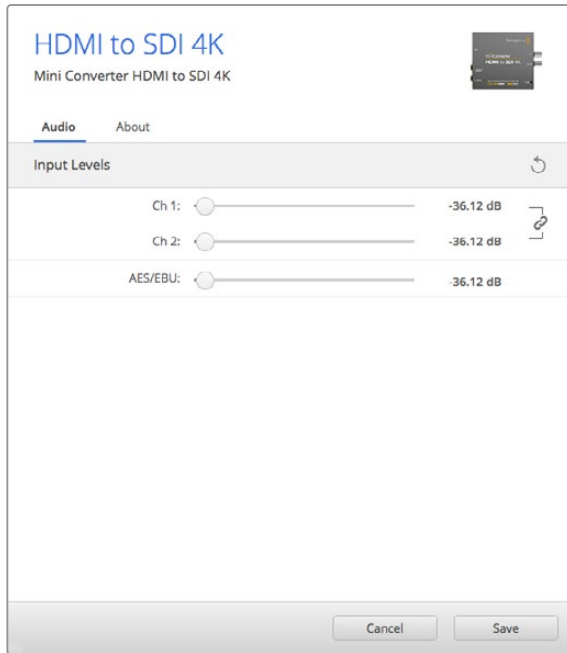 HDMI to SDI 4K
Mini Converter HDMI to SDI 4K
Audio About
Input Levels
Ch 1: -36.12 dB
Ch 2: -36.12 dB
AES/EBU: -36.12 dB
Cancel Save